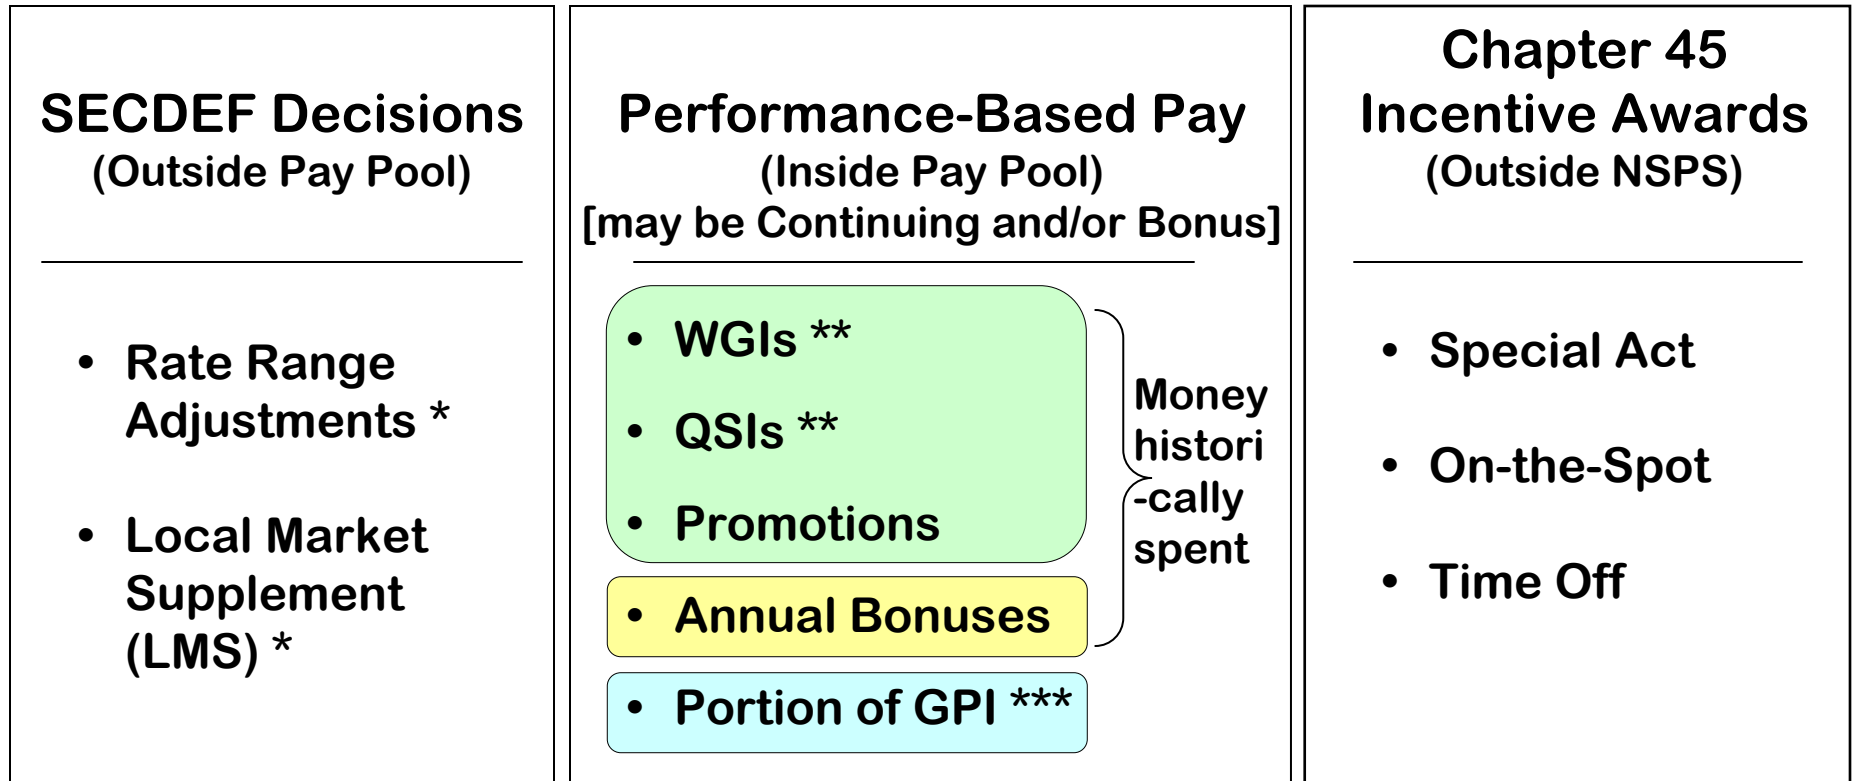 SECDEF Decisions
(Outside Pay Pool)
• Rate Range
Adjustments *
• Local Market
Supplement
(LMS) *
Performance-Based Pay
(Inside Pay Pool)
[may be Continuing and/or Bonus]
• WGIs **
• QSIs **
• Promotions
• Annual Bonuses
• Portion of GPI ***
Money
histori
-cally
spent
Chapter 45
Incentive Awards
(Outside NSPS)
• Special Act
• On-the-Spot
• Time Off